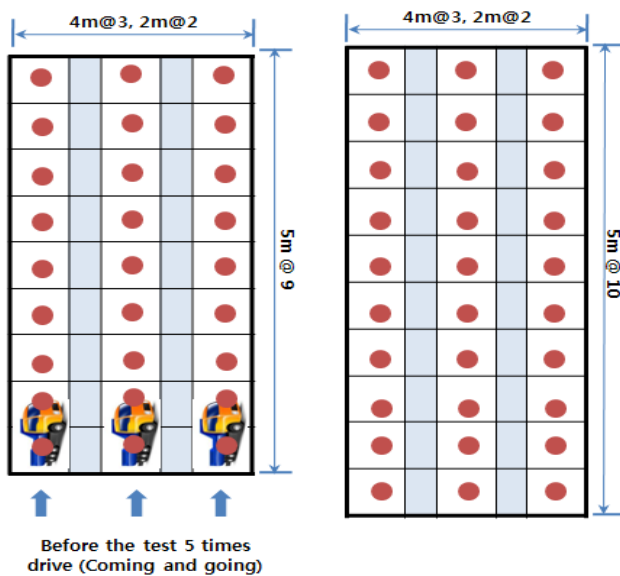 4m@3, 2m@2
4m@3, 2m@2
5m @ 9
5m @ 10
Before the test 5 times
drive (Coming and going)